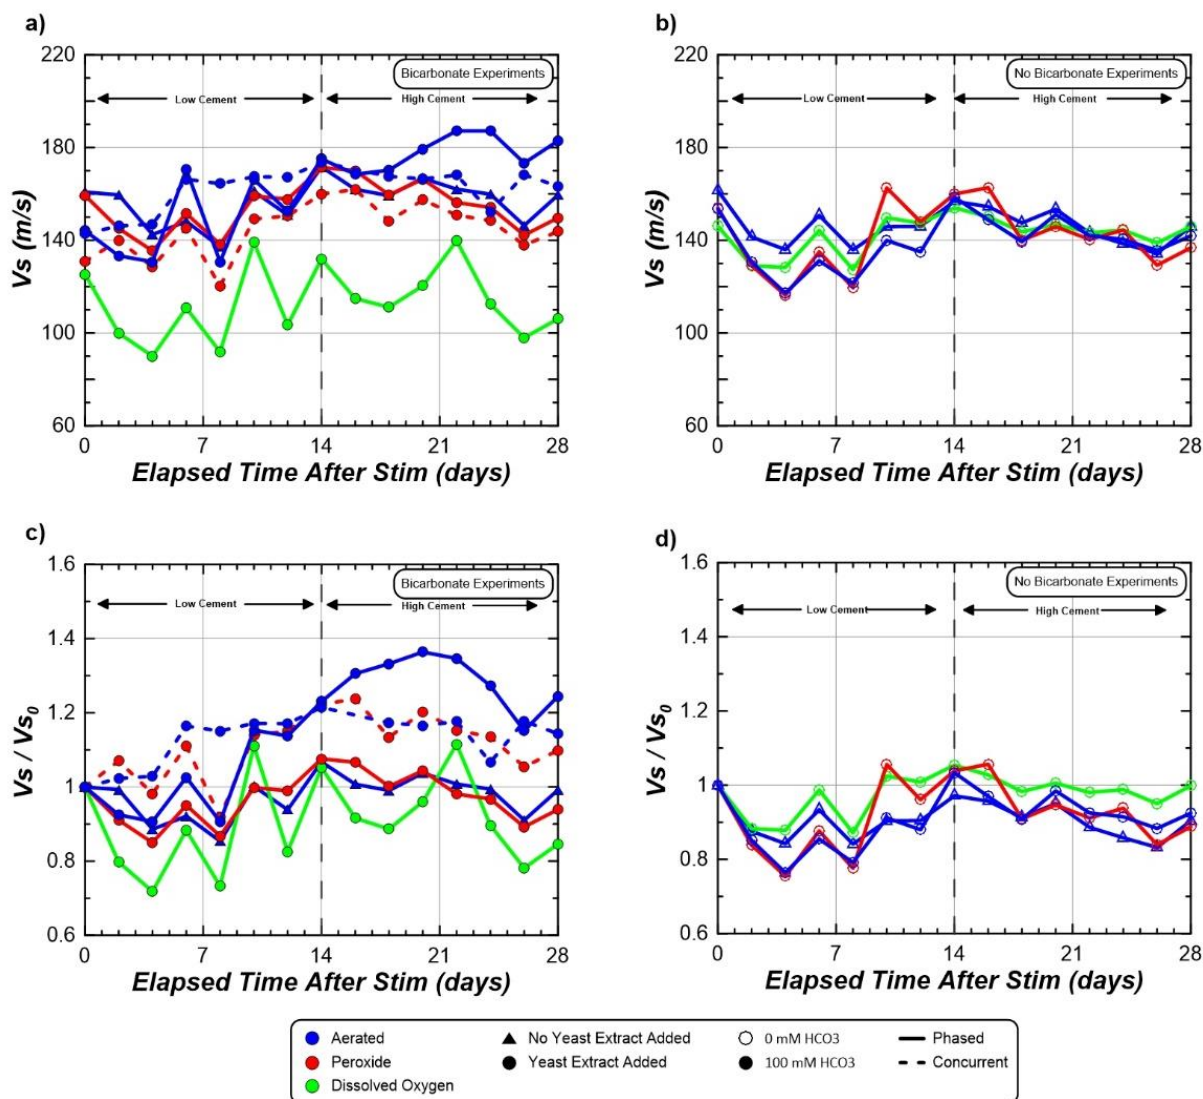 a)
220
180
140
100
60
Vs (m/s)
Bicarbonate Experiments
Low Cement
High Cement
0
7
14
21
28
Elapsed Time After Stim (days)
b)
220
180
140
100
60
Vs (m/s)
No Bicarbonate Experiments
Low Cement
High Cement
0
7
14
21
28
Elapsed Time After Stim (days)
c)
1.6
1.4
1.2
1
0.8
0.6
Vs / Vs0
Bicarbonate Experiments
Low Cement
High Cement
0
7
14
21
28
Elapsed Time After Stim (days)
d)
1.6
1.4
1.2
1
0.8
0.6
Vs / Vs0
No Bicarbonate Experiments
Low Cement
High Cement
0
7
14
21
28
Elapsed Time After Stim (days)
Aerated
Peroxide
Dissolved Oxygen
No Yeast Extract Added
Yeast Extract Added
0 mM HCO3
100 mM HCO3
Phased
Concurrent